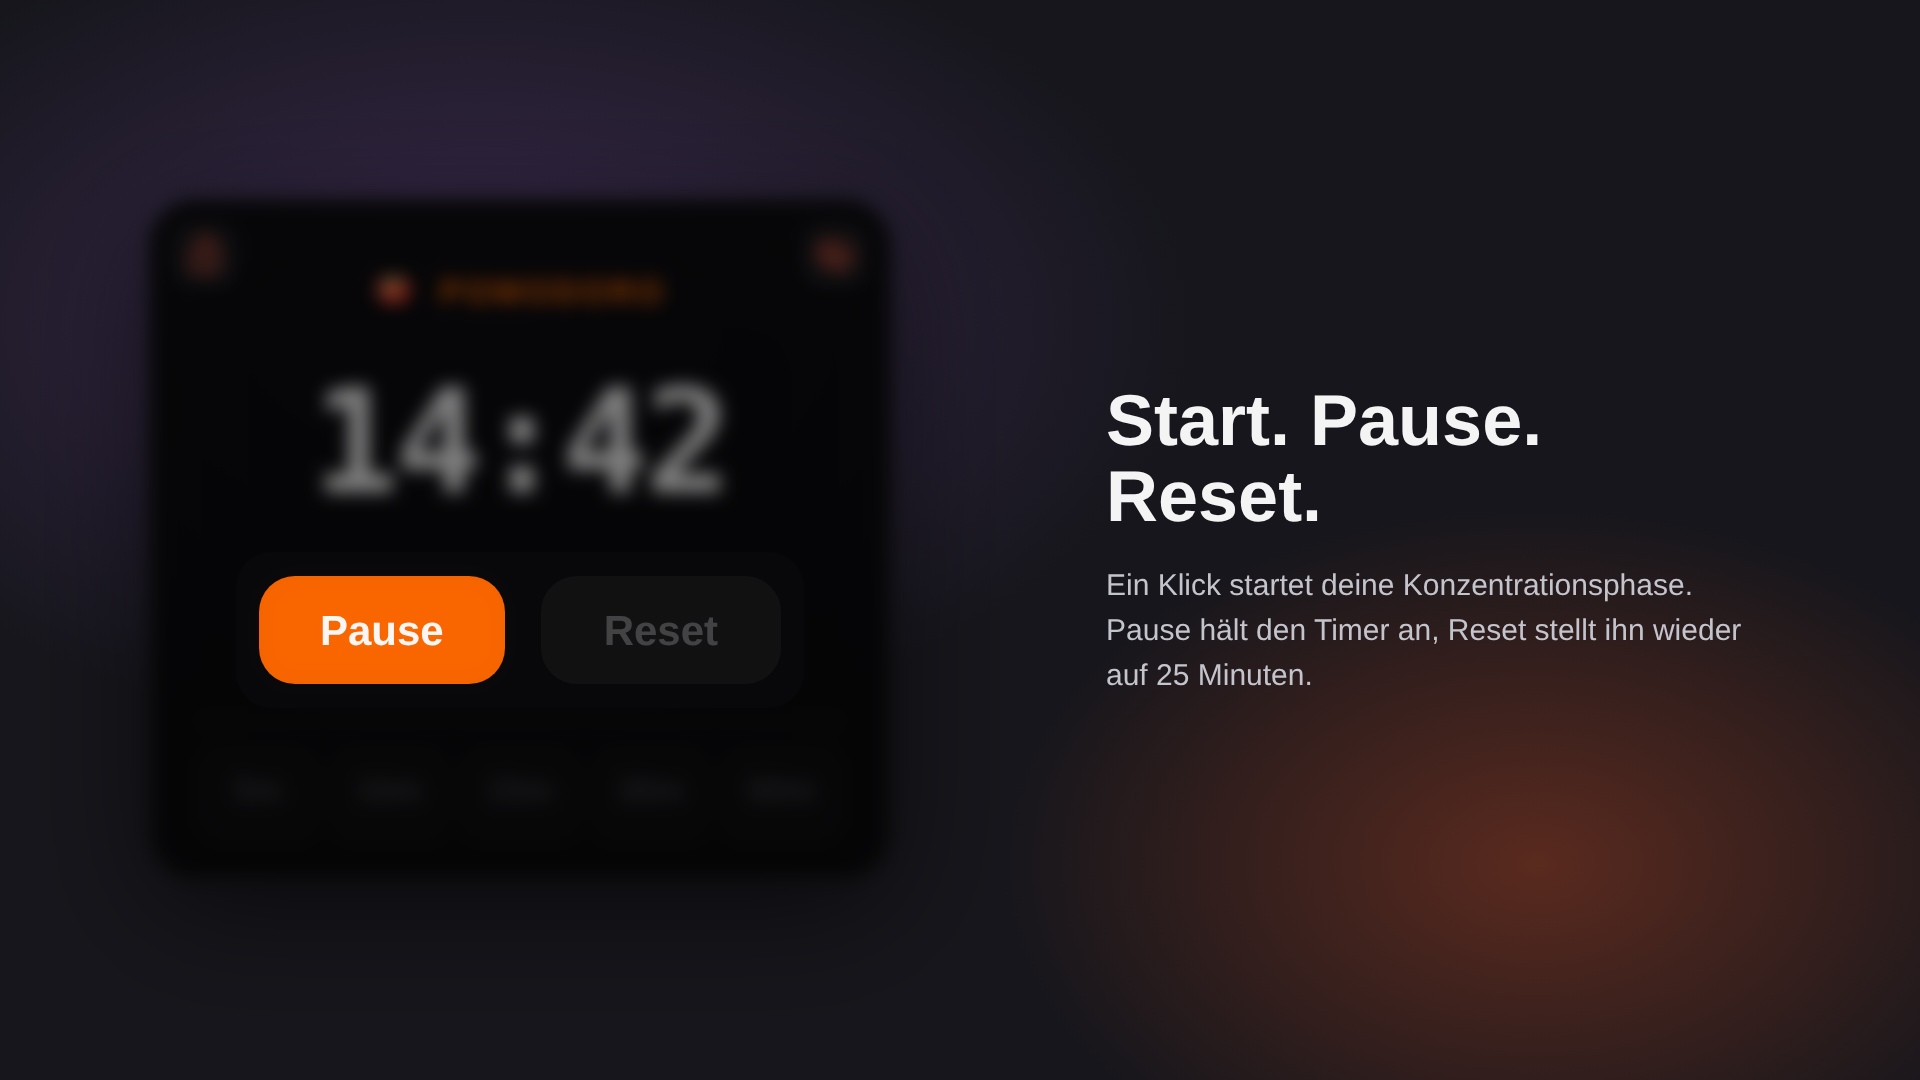 POMODORO
14:42
Pause
Reset
Start. Pause.
Reset.
Ein Klick startet deine Konzentrationsphase.
Pause hält den Timer an, Reset stellt ihn wieder
auf 25 Minuten.